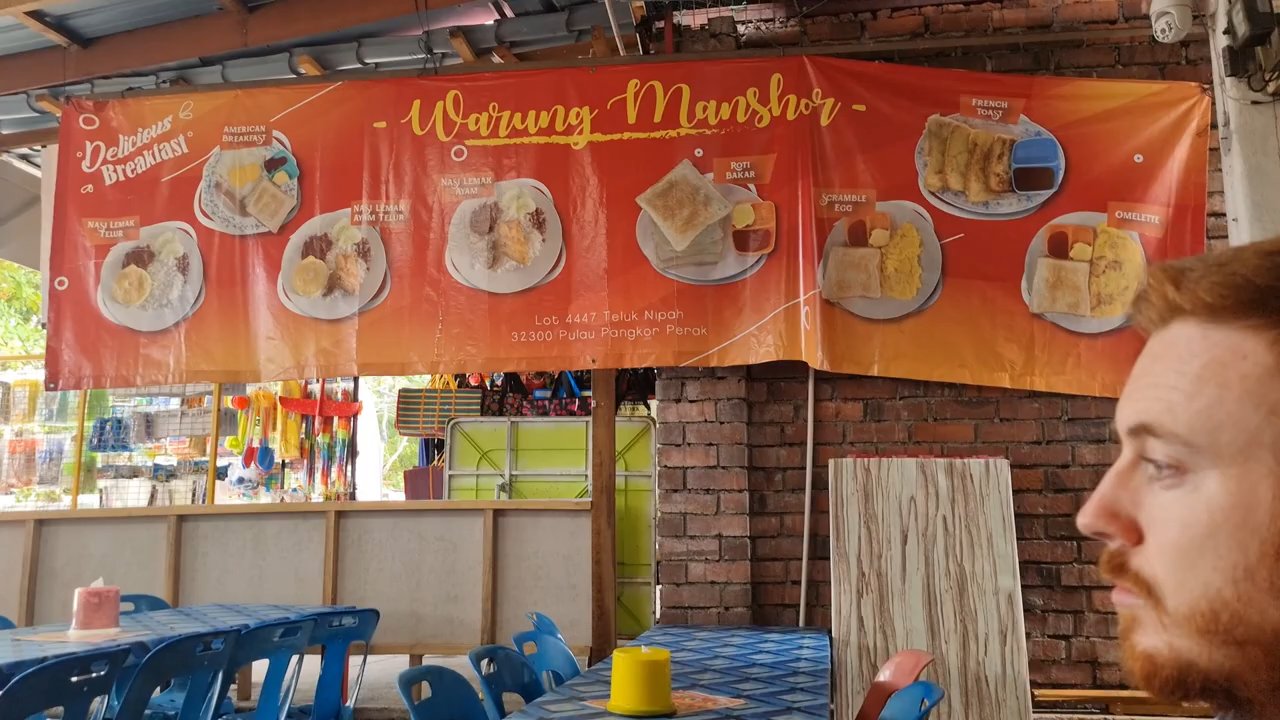 Delicious
Breakfast
- Warung Manshor -
AMERICAN
BREAKFAST
NASI LEMAK
TELUR
NASI LEMAK
AYAM TELUR
NASI LEMAK
AYAM
ROTI
BAKAR
SCRAMBLE
EGG
FRENCH
TOAST
OMELETTE
Lot 4447 Teluk Nipah
32300 Pulau Pangkor Perak